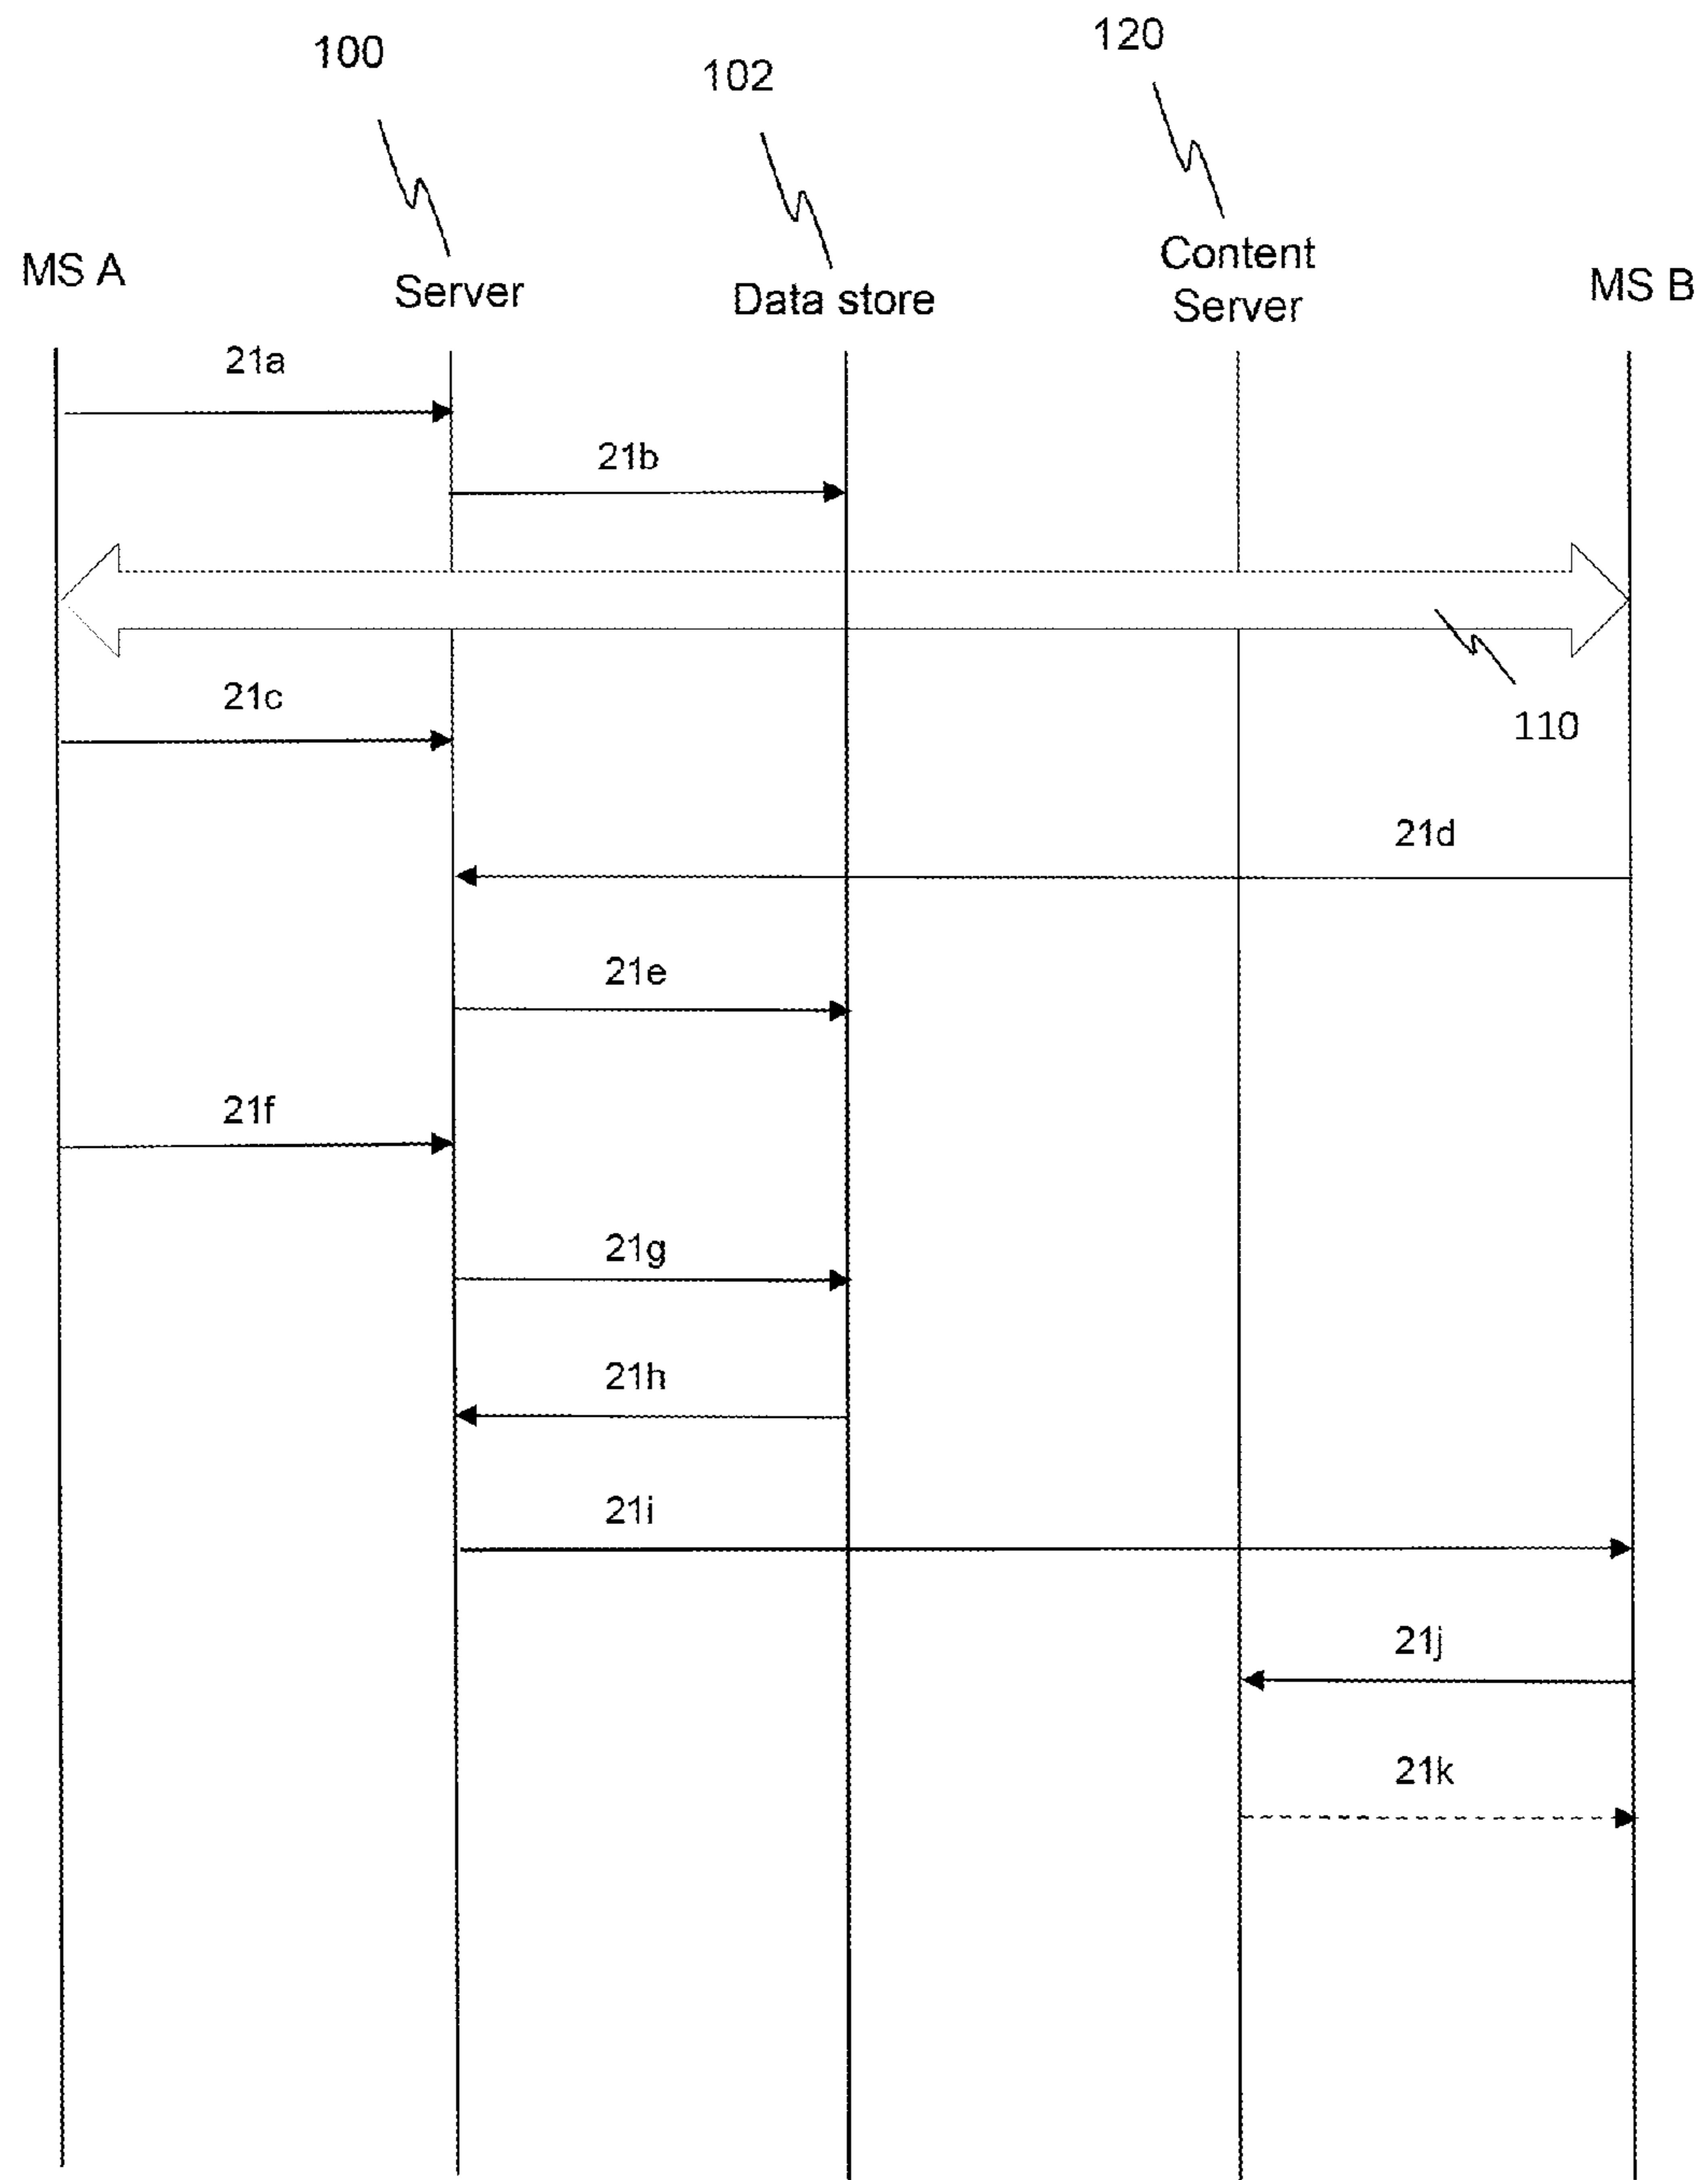 100
102
120
MS A
Server
Data store
Content
Server
MS B
21a
21b
110
21c
21d
21e
21f
21g
21h
21i
21j
21k